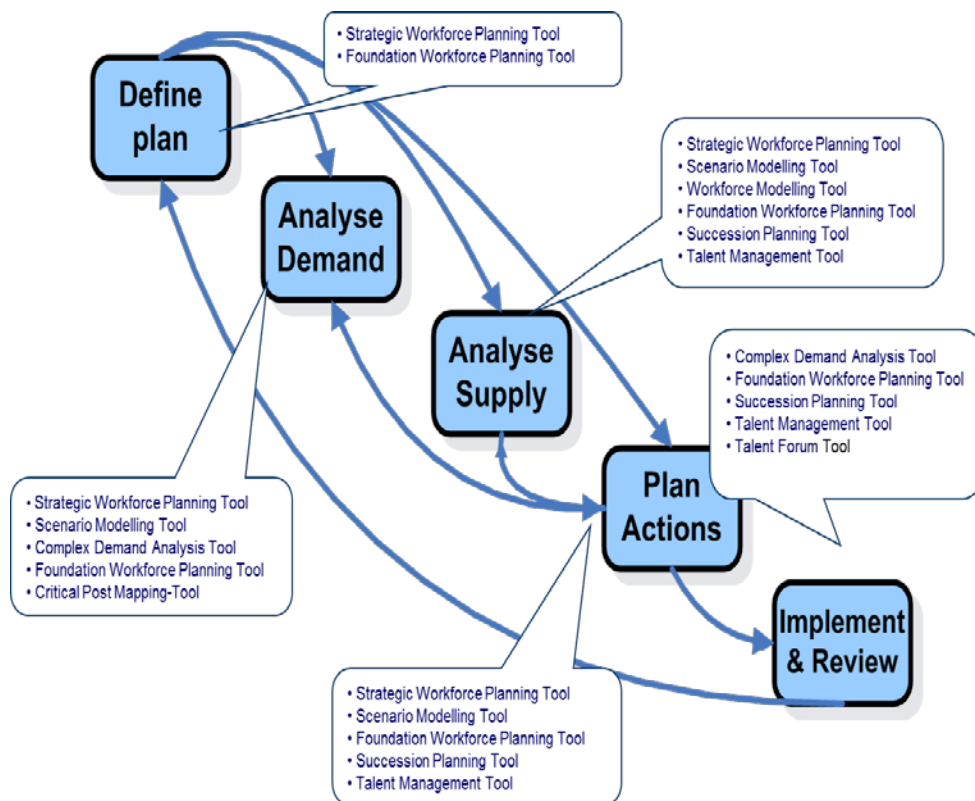 • Strategic Workforce Planning Tool
• Foundation Workforce Planning Tool
Define
plan
• Strategic Workforce Planning Tool
• Scenario Modelling Tool
• Workforce Modelling Tool
• Foundation Workforce Planning Tool
• Succession Planning Tool
• Talent Management Tool
Analyse
Demand
Analyse
Supply
• Complex Demand Analysis Tool
• Foundation Workforce Planning Tool
• Succession Planning Tool
• Talent Management Tool
• Talent Forum Tool
Plan
Actions
• Strategic Workforce Planning Tool
• Scenario Modelling Tool
• Complex Demand Analysis Tool
• Foundation Workforce Planning Tool
• Critical Post Mapping-Tool
Implement
& Review
• Strategic Workforce Planning Tool
• Scenario Modelling Tool
• Foundation Workforce Planning Tool
• Succession Planning Tool
• Talent Management Tool